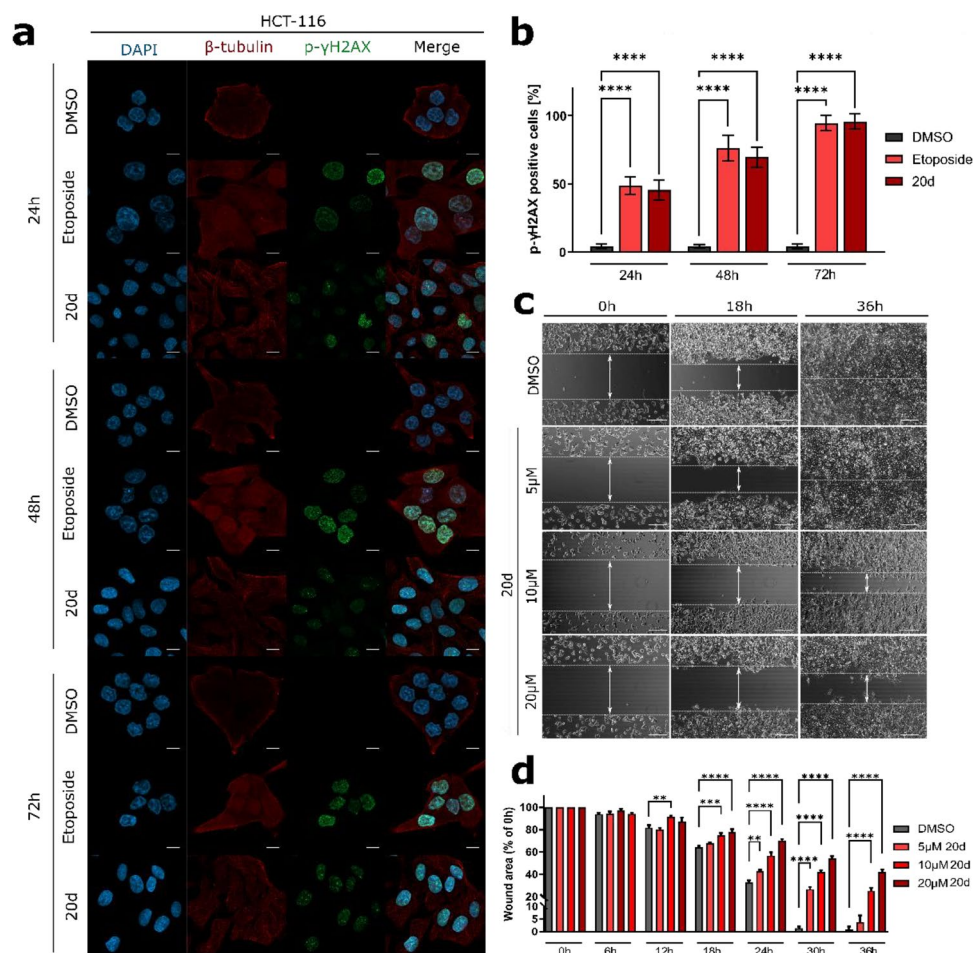 a
HCT-116
DAPI β-tubulin p-γH2AX Merge
24h
DMSO
Etoposide
20d
48h
DMSO
Etoposide
20d
72h
DMSO
Etoposide
20d
b
**** **** ****
**** **** ****
p-γH2AX positive cells [%]
100
50
0
24h 48h 72h
DMSO
Etoposide
20d
c
0h 18h 36h
DMSO
20d
5μM
10μM
20μM
d
**** **** **** ****
** *** **** **** ****
** ****
Wound area (% of 0h)
100
80
60
40
20
10
5
0
0h 6h 12h 18h 24h 30h 36h
DMSO
5μM 20d
10μM 20d
20μM 20d